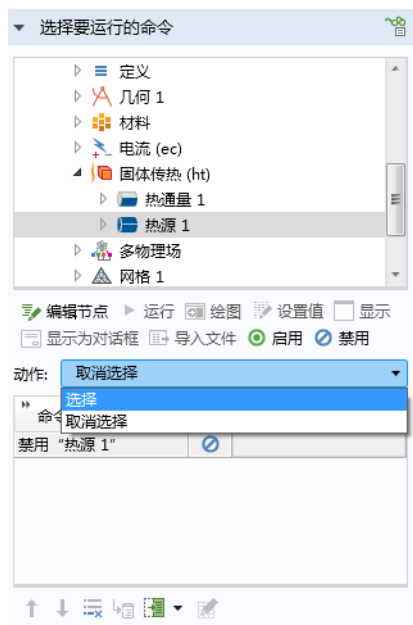 选择要运行的命令
定义
几何 1
材料
电流 (ec)
固体传热 (ht)
热通量 1
热源 1
多物理场
网格 1
编辑节点 运行 绘图 设置值 显示
显示为对话框 导入文件 启用 禁用
动作: 取消选择
选择
取消选择
命令
禁用 “热源 1”